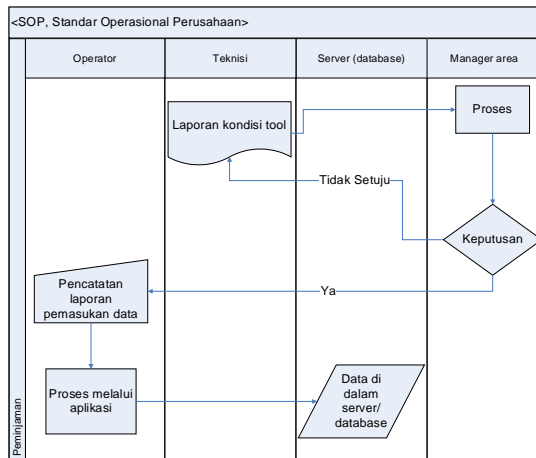 <SOP, Standar Operasional Perusahaan>
Operator
Teknisi
Server (database)
Manager area
Laporan kondisi tool
Proses
Tidak Setuju
Keputusan
Pencatatan
laporan
pemasukan data
Ya
Proses melalui
aplikasi
Data di
dalam
server/
database
Peminjaman